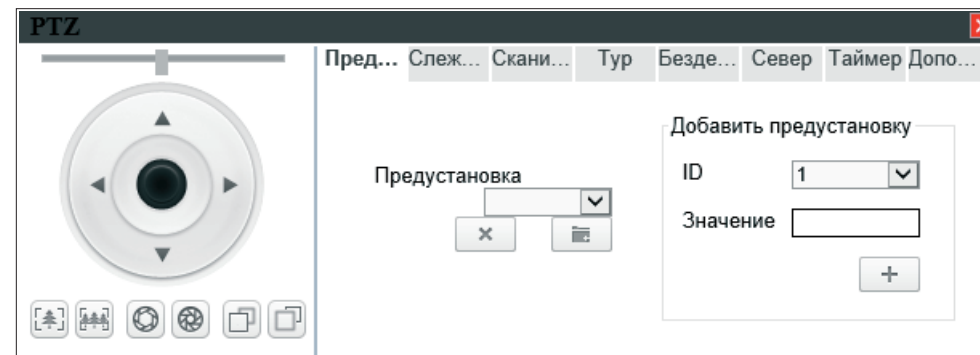 PTZ
Пред... Слеж... Скани... Тур Безде... Север Таймер Допо...
Добавить предустановку
Предустановка
ID 1
Значение